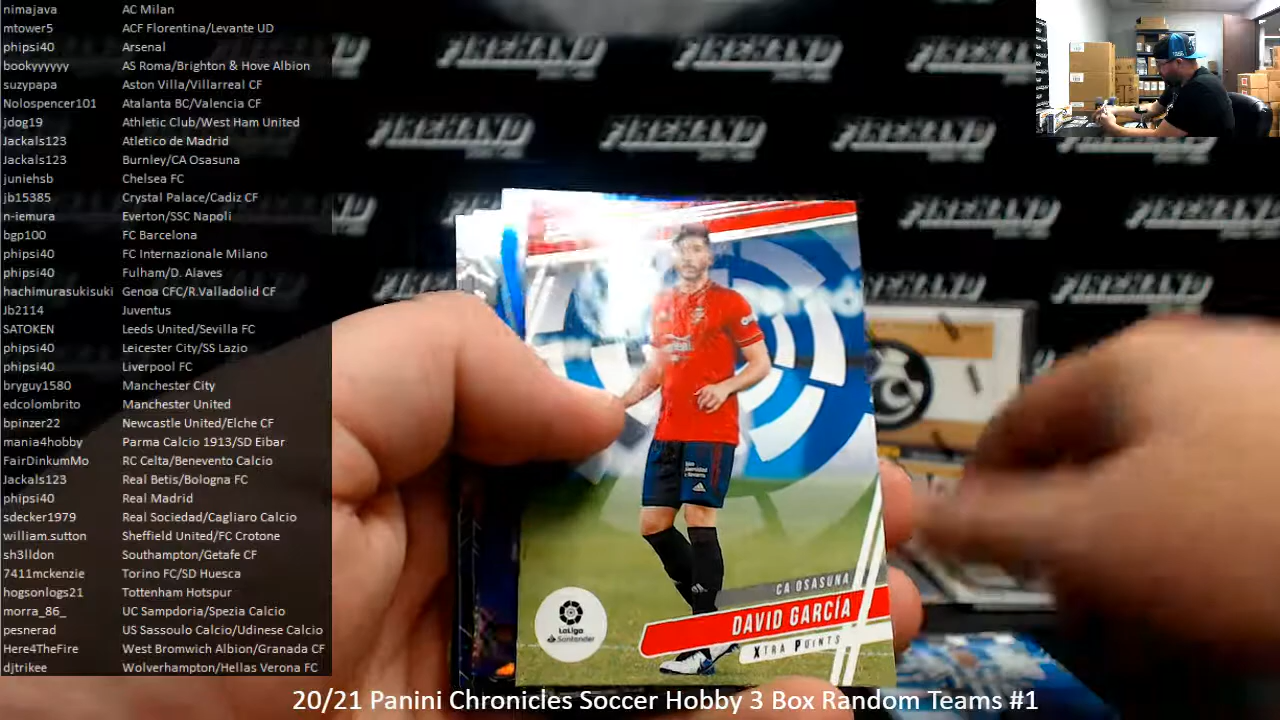 nimajava AC Milan
mtower5 ACF Florentina/Levante UD
phipsi40 Arsenal
bookyyyyyy AS Roma/Brighton & Hove Albion
suzypapa Aston Villa/Villarreal CF
Nolospencer101 Atalanta BC/Valencia CF
jdog19 Athletic Club/West Ham United
Jackals123 Atletico de Madrid
Jackals123 Burnley/CA Osasuna
juniehsb Chelsea FC
jb15385 Crystal Palace/Cadiz CF
n-iemura Everton/SSC Napoli
bgp100 FC Barcelona
phipsi40 FC Internazionale Milano
phipsi40 Fulham/D. Alaves
hachimurasukisuki Genoa CFC/R.Valladolid CF
Jb2114 Juventus
SATOKEN Leeds United/Sevilla FC
phipsi40 Leicester City/SS Lazio
phipsi40 Liverpool FC
bryguy1580 Manchester City
edcolombrito Manchester United
bpinzer22 Newcastle United/Elche CF
mania4hobby Parma Calcio 1913/SD Eibar
FairDinkumMo RC Celta/Benevento Calcio
Jackals123 Real Betis/Bologna FC
phipsi40 Real Madrid
sdecker1979 Real Sociedad/Cagliaro Calcio
william.sutton Sheffield United/FC Crotone
sh3lldon Southampton/Getafe CF
7411mckenzie Torino FC/SD Huesca
hogsonlogs21 Tottenham Hotspur
morra_86_ UC Sampdoria/Spezia Calcio
pesnerad US Sassoulo Calcio/Udinese Calcio
Here4TheFire West Bromwich Albion/Granada CF
djtrikee Wolverhampton/Hellas Verona FC
FIREHAND FIREHAND FIREHAND
FIREHAND FIREHAND FIREHAND
CA OSASUNA
DAVID GARCÍA
XTRA POINTS
LaLiga
Santander
20/21 Panini Chronicles Soccer Hobby 3 Box Random Teams #1